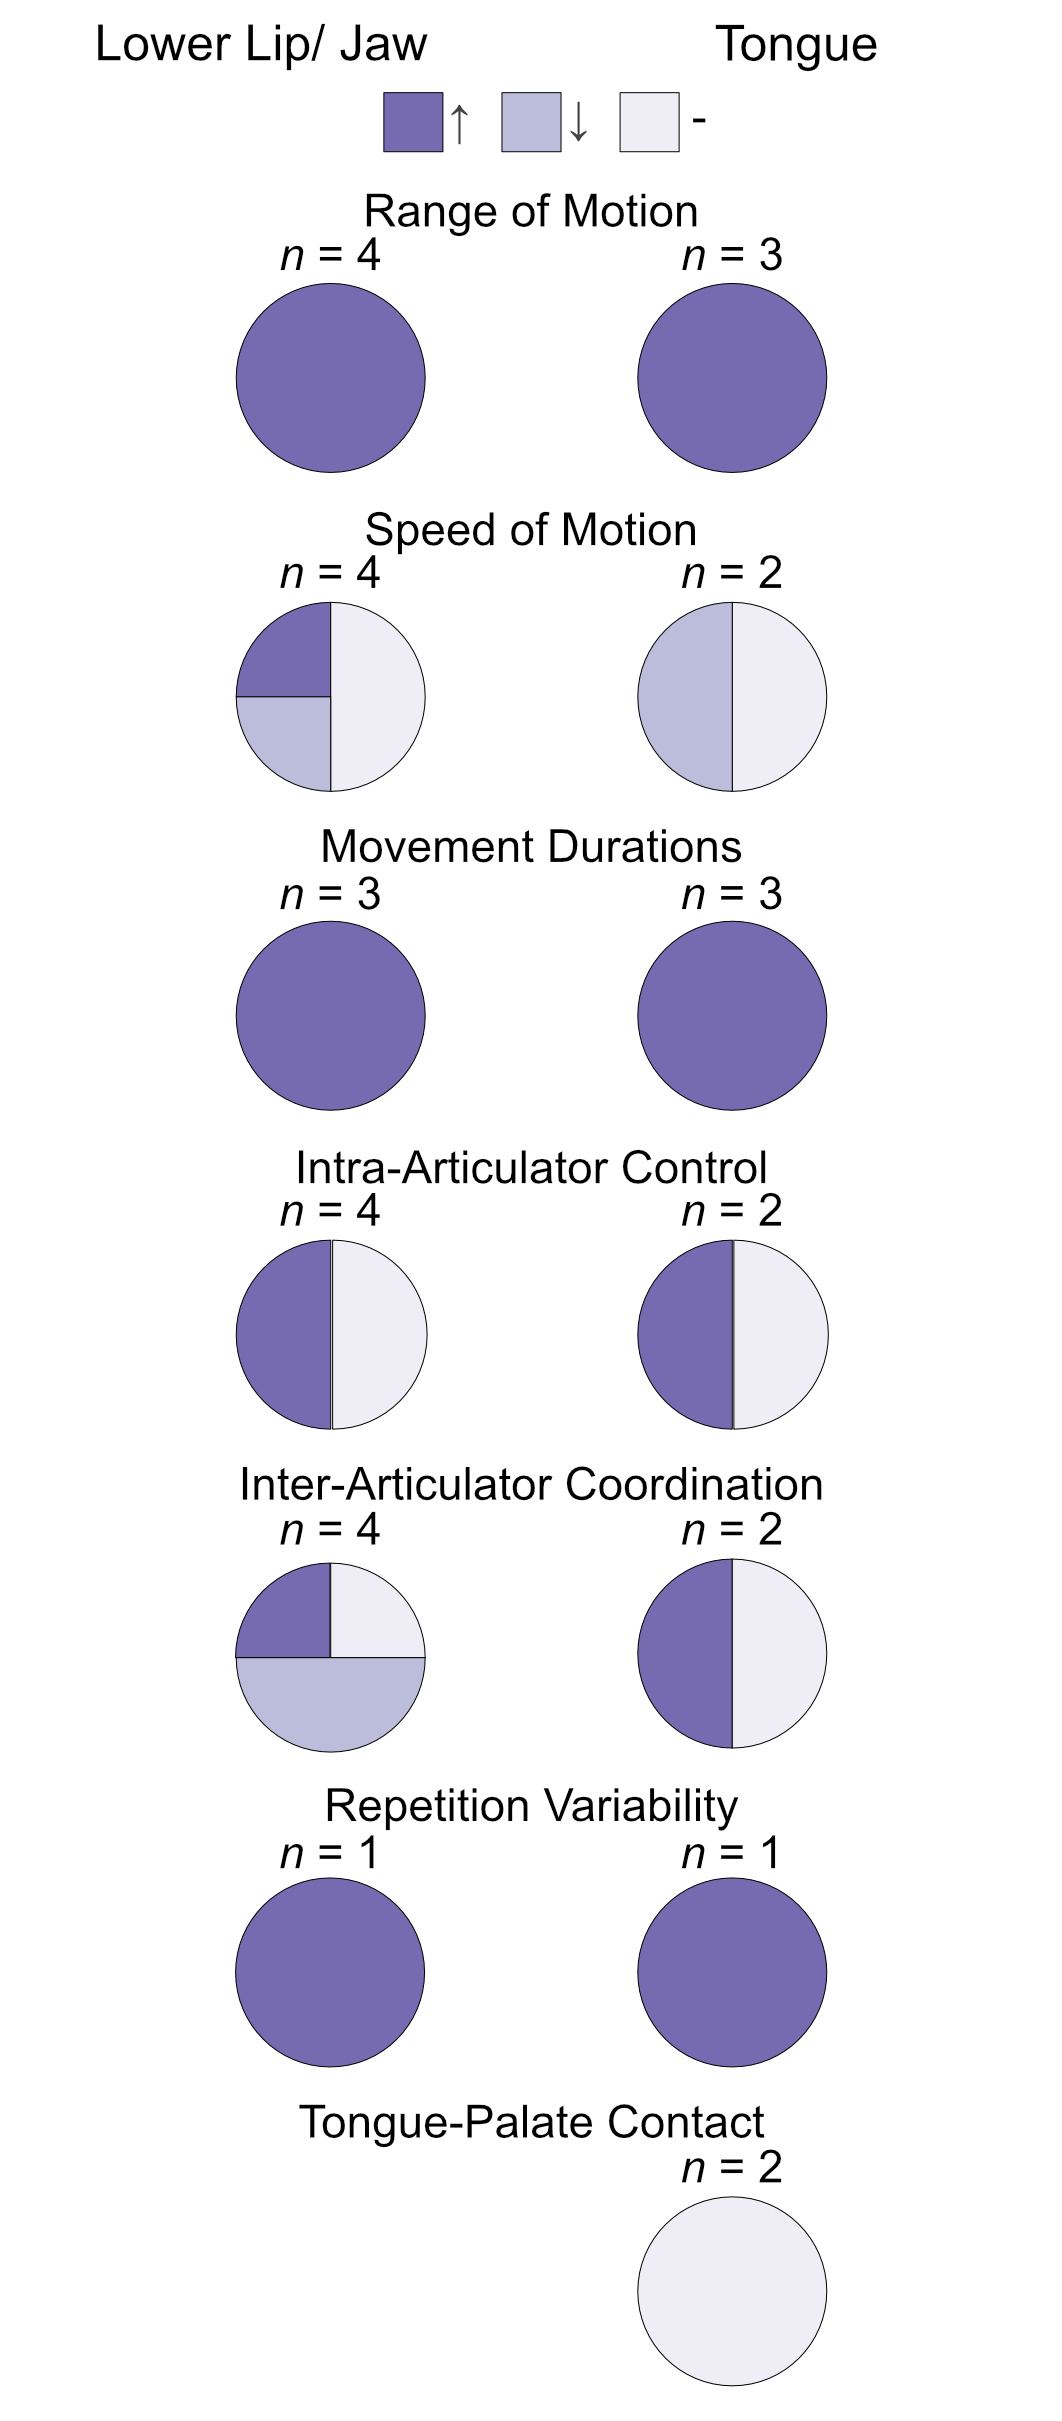 Lower Lip/ Jaw Tongue
↑ ↓ -
Range of Motion
n = 4 n = 3
Speed of Motion
n = 4 n = 2
Movement Durations
n = 3 n = 3
Intra-Articulator Control
n = 4 n = 2
Inter-Articulator Coordination
n = 4 n = 2
Repetition Variability
n = 1 n = 1
Tongue-Palate Contact
n = 2